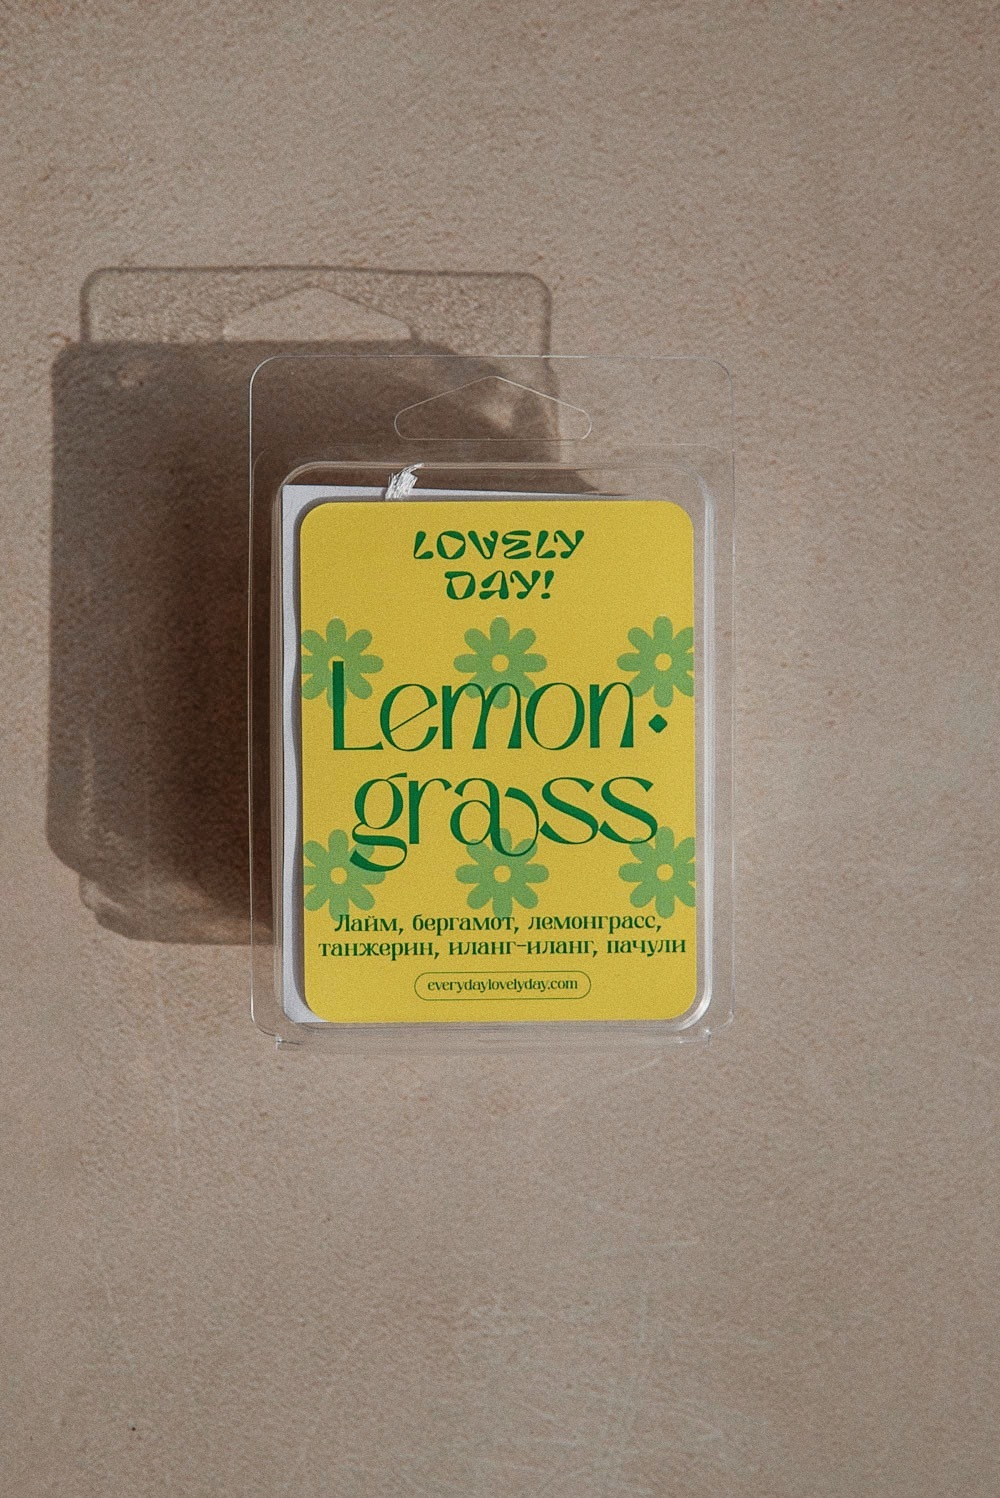 LOVELY
DAY!
Lemon·
grass
Лайм, бергамот, лемонграсс,
танжерин, иланг-иланг, пачули
everydaylovelyday.com